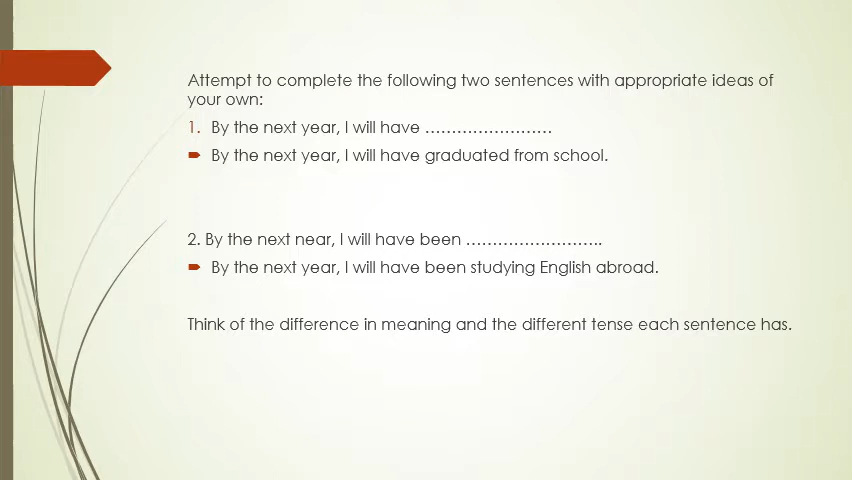 Attempt to complete the following two sentences with appropriate ideas of
your own:
1. By the next year, I will have ……………………
By the next year, I will have graduated from school.
2. By the next near, I will have been ……………………..
By the next year, I will have been studying English abroad.
Think of the difference in meaning and the different tense each sentence has.